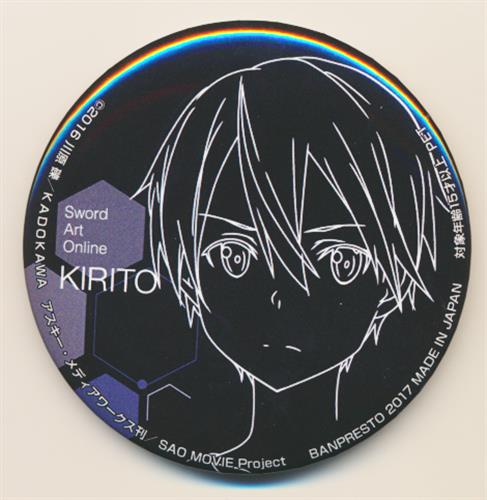 Sword
Art
Online
KIRITO
©2016 川原 礫/KADOKAWA アスキー・メディアワークス刊/SAO MOVIE Project
BANPRESTO 2017 MADE IN JAPAN
対象年齢15才以上 PET